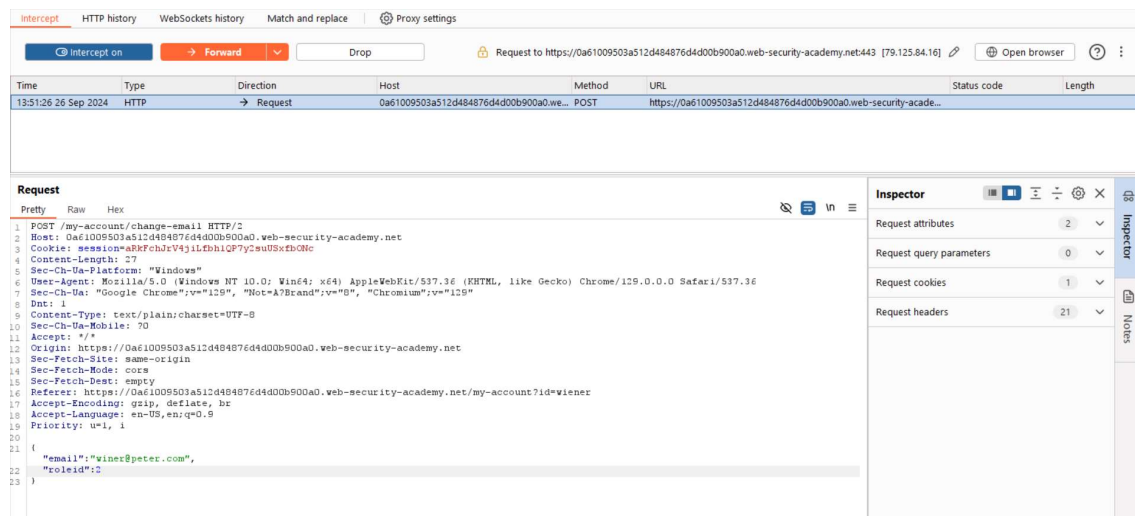 Intercept HTTP history WebSockets history Match and replace Proxy settings
Intercept on Forward Drop Request to https://0a61009503a512d484876d4d00b900a0.web-security-academy.net:443 [79.125.84.16] Open browser
Time Type Direction Host Method URL Status code Length
13:51:26 26 Sep 2024 HTTP → Request 0a61009503a512d484876d4d00b900a0.we... POST https://0a61009503a512d484876d4d00b900a0.web-security-acade...
Request
Pretty Raw Hex \n
1 POST /my-account/change-email HTTP/2
2 Host: 0a61009503a512d484876d4d00b900a0.web-security-academy.net
3 Cookie: session=aRkFchJrV4jiLfbhiQP7y2suUSxfbONc
4 Content-Length: 27
5 Sec-Ch-Ua-Platform: "Windows"
6 User-Agent: Mozilla/5.0 (Windows NT 10.0; Win64; x64) AppleWebKit/537.36 (KHTML, like Gecko) Chrome/129.0.0.0 Safari/537.36
7 Sec-Ch-Ua: "Google Chrome";v="129", "Not=A?Brand";v="8", "Chromium";v="129"
8 Dnt: 1
9 Content-Type: text/plain;charset=UTF-8
10 Sec-Ch-Ua-Mobile: ?0
11 Accept: */*
12 Origin: https://0a61009503a512d484876d4d00b900a0.web-security-academy.net
13 Sec-Fetch-Site: same-origin
14 Sec-Fetch-Mode: cors
15 Sec-Fetch-Dest: empty
16 Referer: https://0a61009503a512d484876d4d00b900a0.web-security-academy.net/my-account?id=wiener
17 Accept-Encoding: gzip, deflate, br
18 Accept-Language: en-US,en;q=0.9
19 Priority: u=1, i
20
21 {
"email":"winer@peter.com",
22 "roleid":2
23 }
Inspector
Request attributes 2
Request query parameters 0
Request cookies 1
Request headers 21
Inspector
Notes